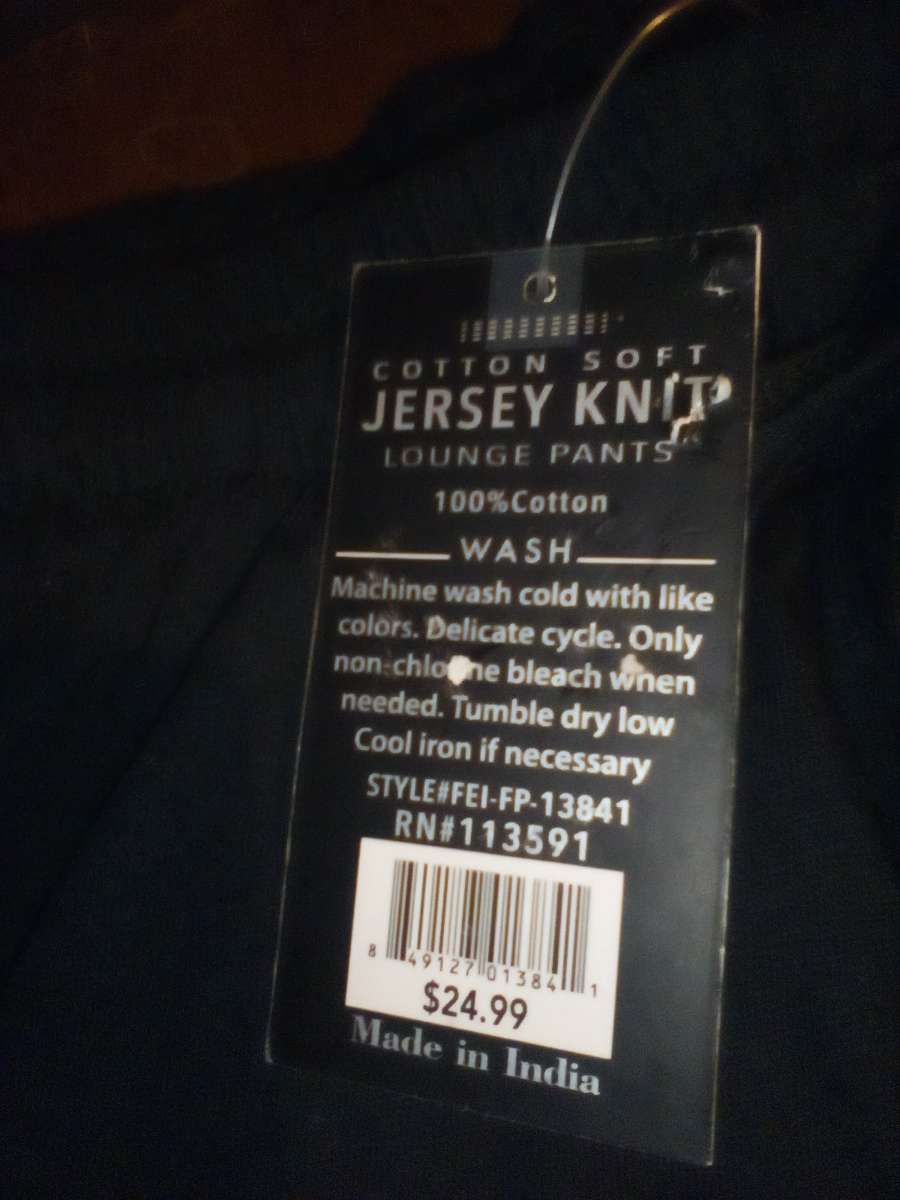 COTTON SOFT
JERSEY KNIT
LOUNGE PANTS
100%Cotton
WASH
Machine wash cold with like
colors. Delicate cycle. Only
non-chlorine bleach when
needed. Tumble dry low
Cool iron if necessary
STYLE#FEI-FP-13841
RN#113591
8 49127 01384 1
$24.99
Made in India